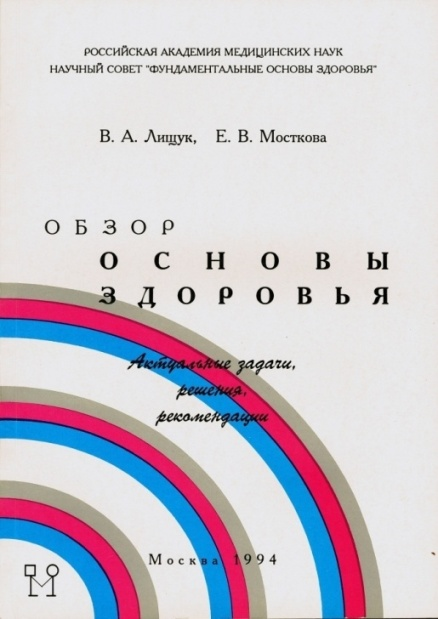 РОССИЙСКАЯ АКАДЕМИЯ МЕДИЦИНСКИХ НАУК
НАУЧНЫЙ СОВЕТ "ФУНДАМЕНТАЛЬНЫЕ ОСНОВЫ ЗДОРОВЬЯ"
В. А. Лищук, Е. В. Мосткова
ОБЗОР
ОСНОВЫ
ЗДОРОВЬЯ
Актуальные задачи,
решения,
рекомендации
Москва 1994